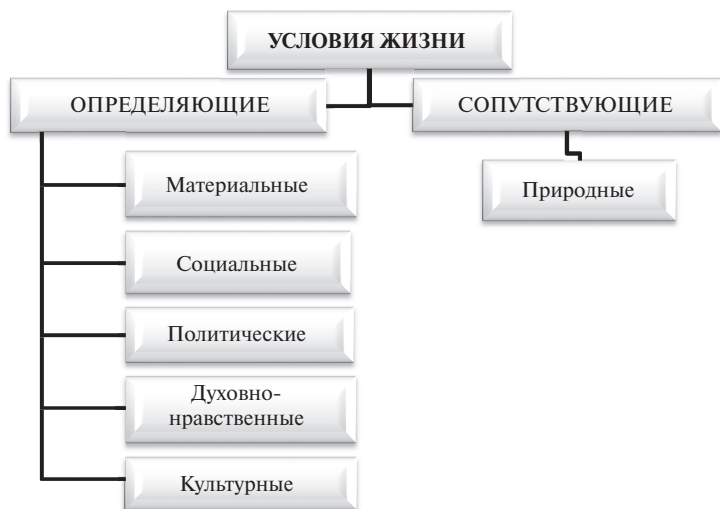 УСЛОВИЯ ЖИЗНИ
ОПРЕДЕЛЯЮЩИЕ
СОПУТСТВУЮЩИЕ
Материальные
Природные
Социальные
Политические
Духовно-
нравственные
Культурные